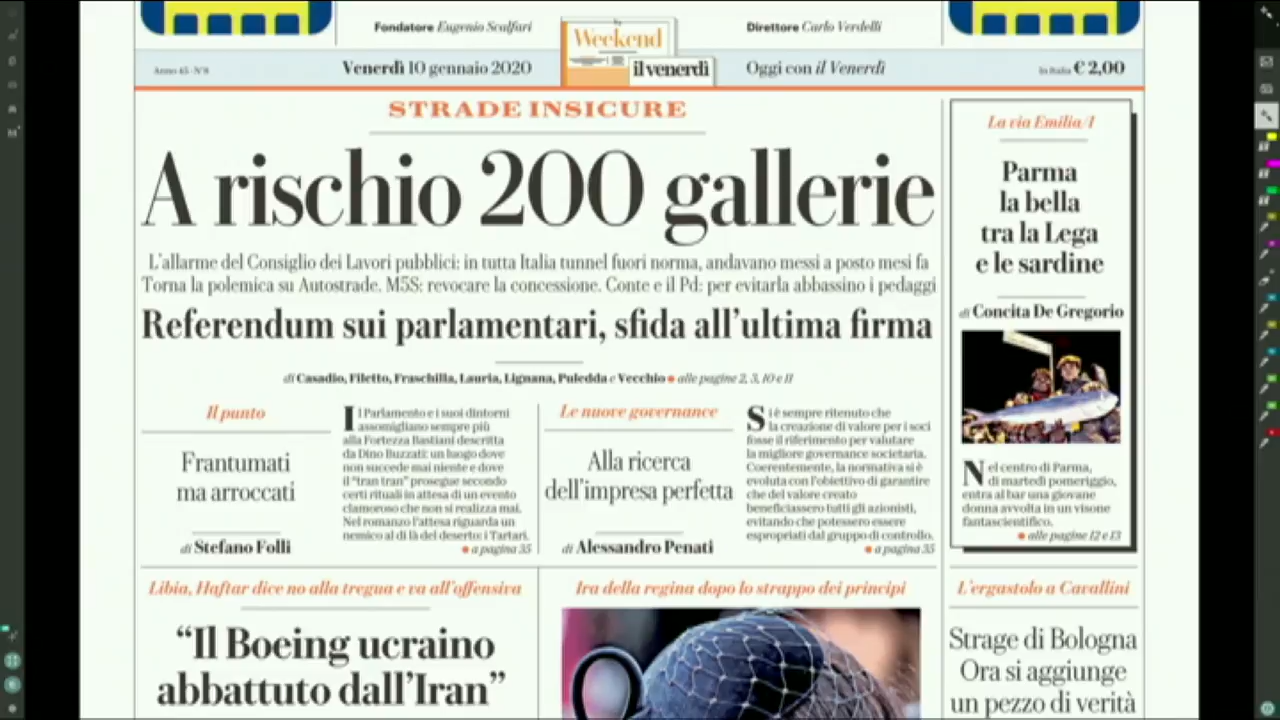 Fondatore Eugenio Scalfari
Weekend
Direttore Carlo Verdelli
Anno 45 - N° 8
Venerdì 10 gennaio 2020
il venerdì
Oggi con il Venerdì
In Italia € 2,00
STRADE INSICURE
A rischio 200 gallerie
L'allarme del Consiglio dei Lavori pubblici: in tutta Italia tunnel fuori norma, andavano messi a posto mesi fa
Torna la polemica su Autostrade. M5S: revocare la concessione. Conte e il Pd: per evitarla abbassino i pedaggi
Referendum sui parlamentari, sfida all'ultima firma
di Casadio, Filetto, Fraschilla, Lauria, Lignana, Puledda e Vecchio ● alle pagine 2, 3, 10 e 11
Il punto
Frantumati
ma arroccati
di Stefano Folli
Il Parlamento e i suoi dintorni
assomigliano sempre più
alla Fortezza Bastiani descritta
da Dino Buzzati: un luogo dove
non succede mai niente e dove
il "tran tran" prosegue secondo
certi rituali in attesa di un evento
clamoroso che non si realizza mai.
Nel romanzo l'attesa riguarda un
nemico al di là del deserto: i Tartari.
● a pagina 35
Le nuove governance
Alla ricerca
dell'impresa perfetta
di Alessandro Penati
Si è sempre ritenuto che
la creazione di valore per i soci
fosse il riferimento per valutare
la migliore governance societaria.
Coerentemente, la normativa si è
evoluta con l'obiettivo di garantire
che del valore creato
beneficiassero tutti gli azionisti,
evitando che potessero essere
espropriati dal gruppo di controllo.
● a pagina 35
La via Emilia/1
Parma
la bella
tra la Lega
e le sardine
di Concita De Gregorio
Nel centro di Parma,
di martedì pomeriggio,
entra al bar una giovane
donna avvolta in un visone
fantascientifico.
● alle pagine 12 e 13
Libia, Haftar dice no alla tregua e va all'offensiva
"Il Boeing ucraino
abbattuto dall'Iran"
Ira della regina dopo lo strappo dei principi
L'ergastolo a Cavallini
Strage di Bologna
Ora si aggiunge
un pezzo di verità